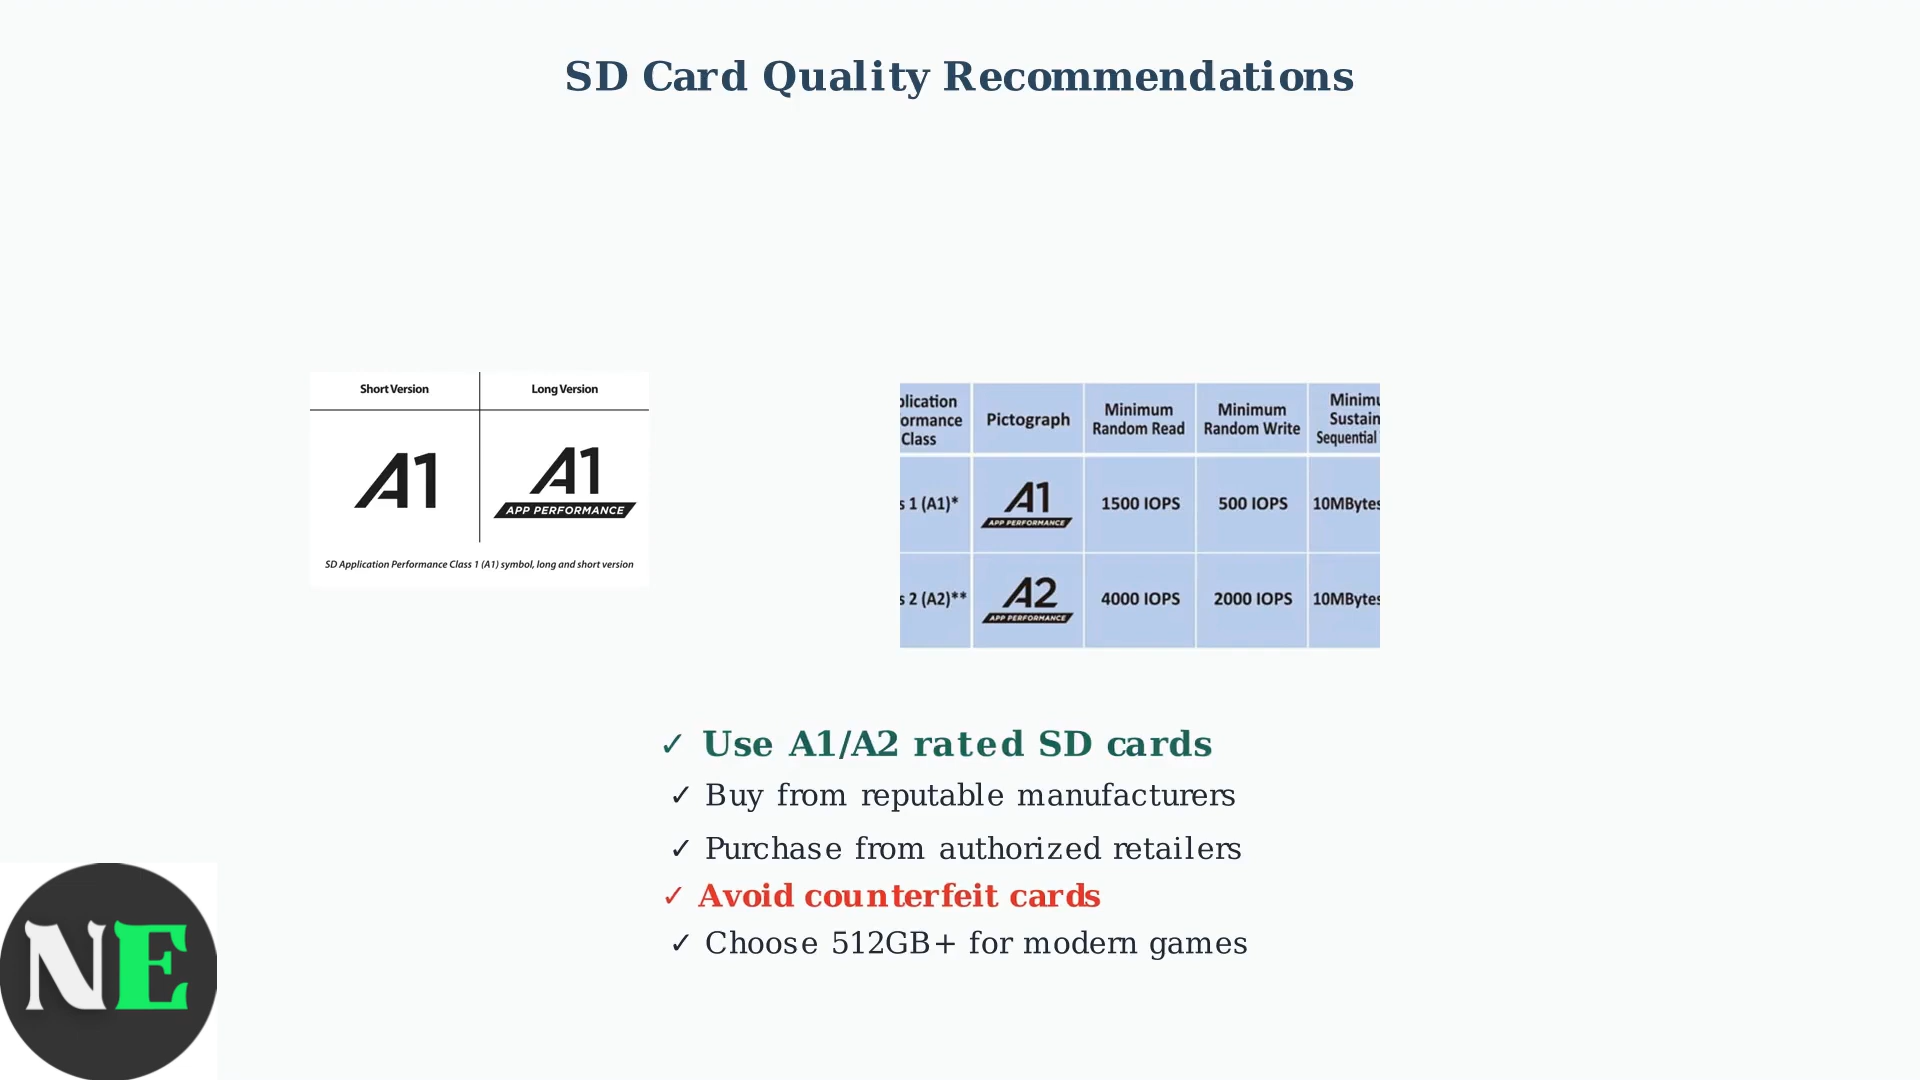 SD Card Quality Recommendations
Short Version
Long Version
A1
A1
APP PERFORMANCE
SD Application Performance Class 1 (A1) symbol, long and short version
Pictograph
Minimum
Random Read
Minimum
Random Write
Class
Sequential
1 (A1)*
A1
APP PERFORMANCE
1500 IOPS
500 IOPS
2 (A2)**
A2
APP PERFORMANCE
4000 IOPS
2000 IOPS
✓ Use A1/A2 rated SD cards
✓ Buy from reputable manufacturers
✓ Purchase from authorized retailers
✓ Avoid counterfeit cards
✓ Choose 512GB+ for modern games
NE